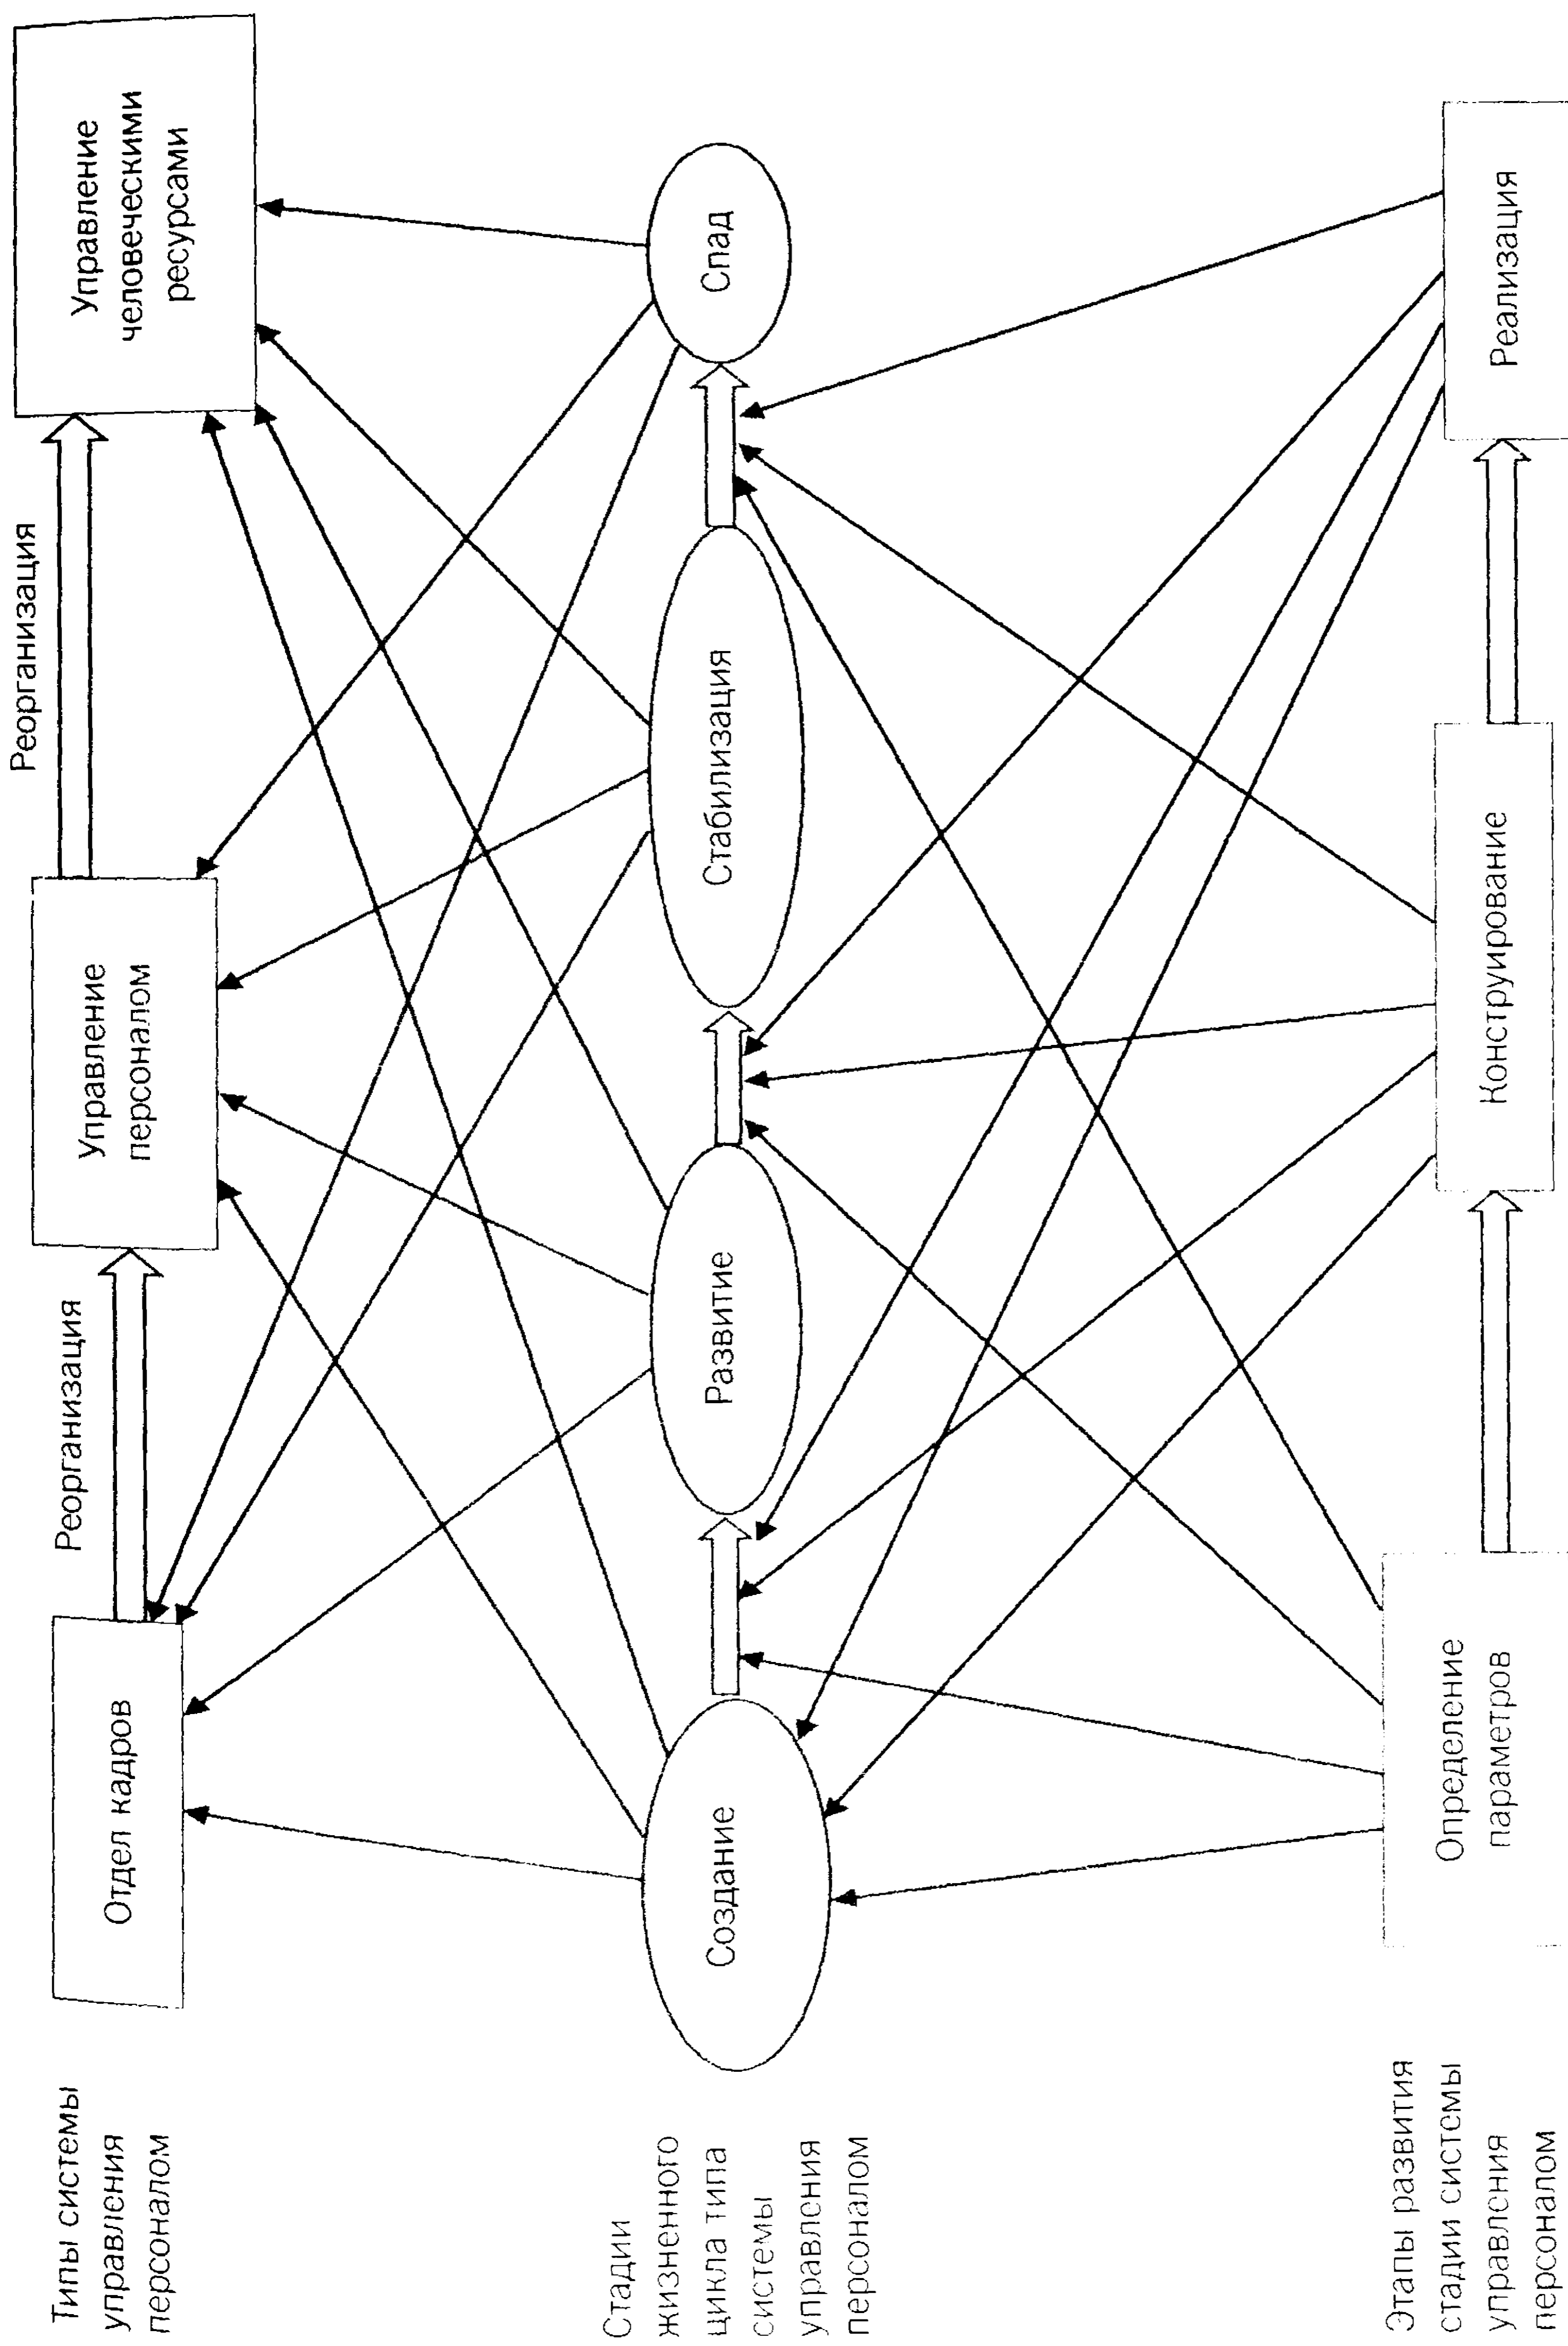 Типы системы
управления
персоналом
Отдел кадров
Реорганизация
Управление
персоналом
Реорганизация
Управление
человеческими
ресурсами
Стадии
жизненного
цикла типа
системы
управления
персоналом
Создание
Развитие
Стабилизация
Спад
Этапы развития
стадии системы
управления
персоналом
Определение
параметров
Конструирование
Реализация